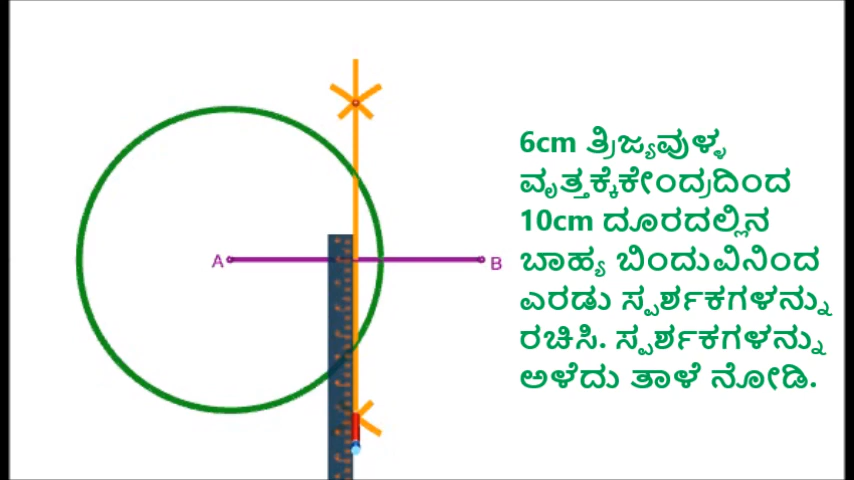 6cm ತ್ರಿಜ್ಯವುಳ್ಳ
ವೃತ್ತಕ್ಕೆಕೇಂದ್ರದಿಂದ
10cm ದೂರದಲ್ಲಿನ
ಬಾಹ್ಯ ಬಿಂದುವಿನಿಂದ
ಎರಡು ಸ್ಪರ್ಶಕಗಳನ್ನು
ರಚಿಸಿ. ಸ್ಪರ್ಶಕಗಳನ್ನು
ಅಳೆದು ತಾಳೆ ನೋಡಿ.
A
B